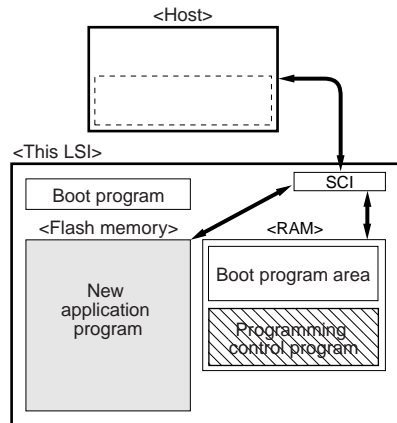 <Host>
<This LSI>
SCI
Boot program
<Flash memory>
<RAM>
Boot program area
New
application
program
Programming
control program